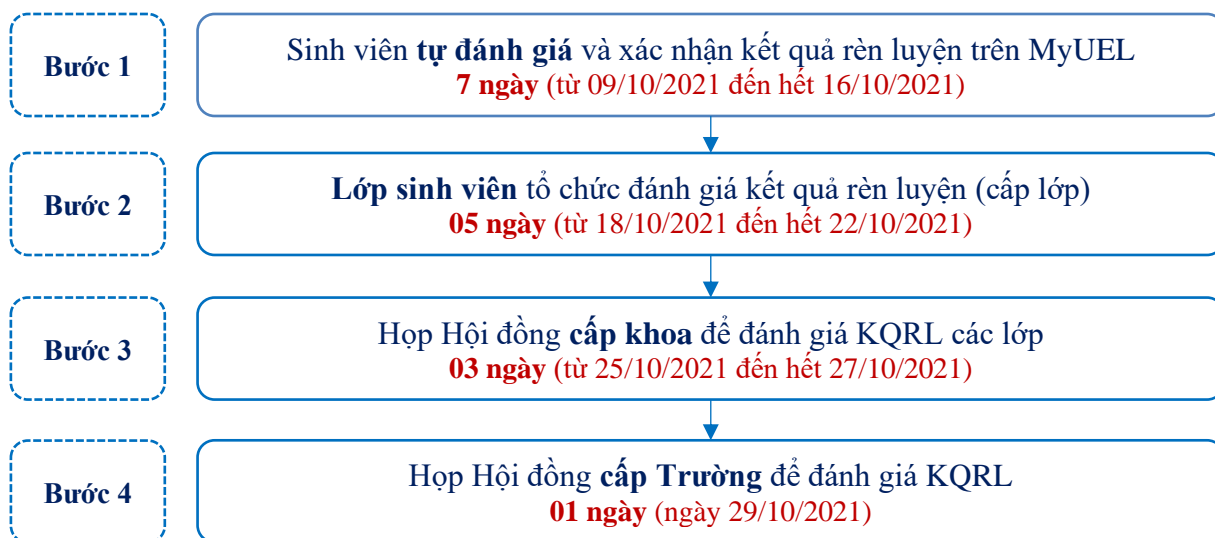 Bước 1
Sinh viên tự đánh giá và xác nhận kết quả rèn luyện trên MyUEL
7 ngày (từ 09/10/2021 đến hết 16/10/2021)
Bước 2
Lớp sinh viên tổ chức đánh giá kết quả rèn luyện (cấp lớp)
05 ngày (từ 18/10/2021 đến hết 22/10/2021)
Bước 3
Họp Hội đồng cấp khoa để đánh giá KQRL các lớp
03 ngày (từ 25/10/2021 đến hết 27/10/2021)
Bước 4
Họp Hội đồng cấp Trường để đánh giá KQRL
01 ngày (ngày 29/10/2021)